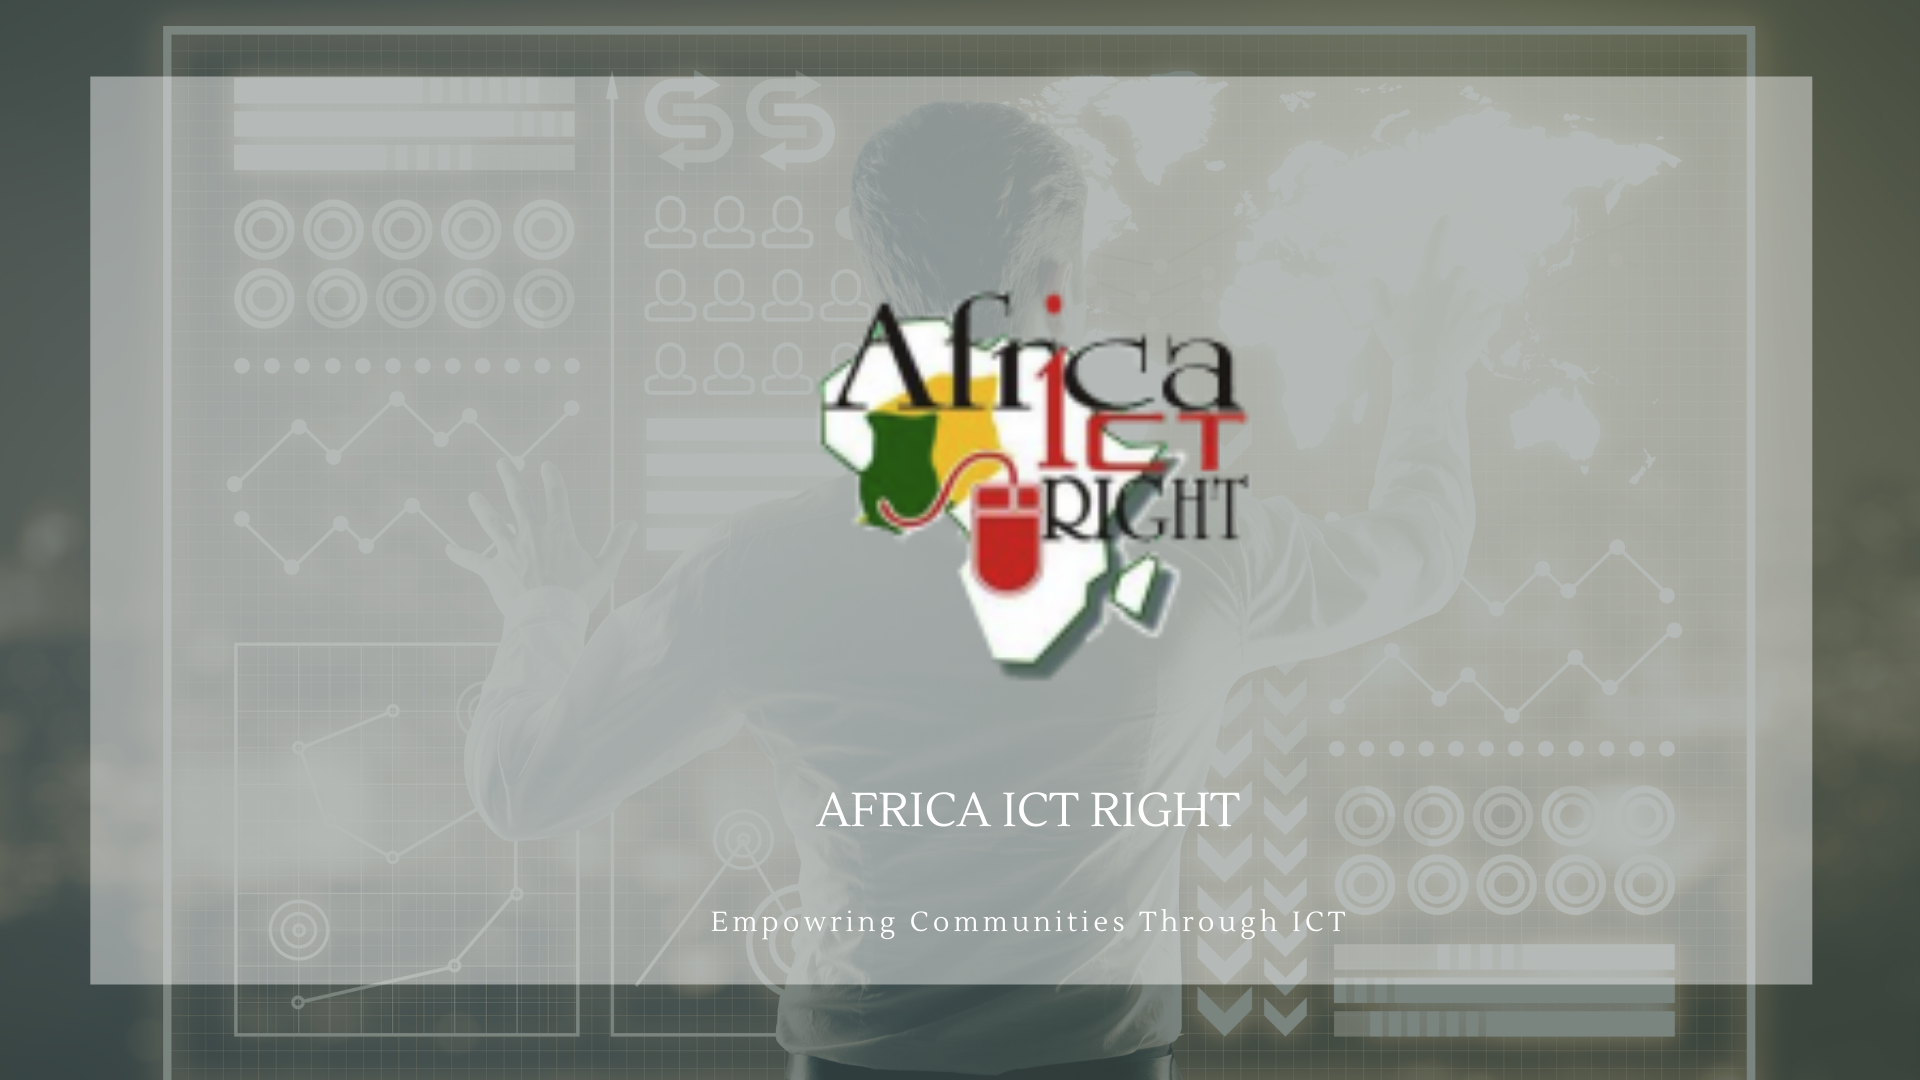 Africa
ICT
RIGHT
AFRICA ICT RIGHT
Empowring Communities Through ICT